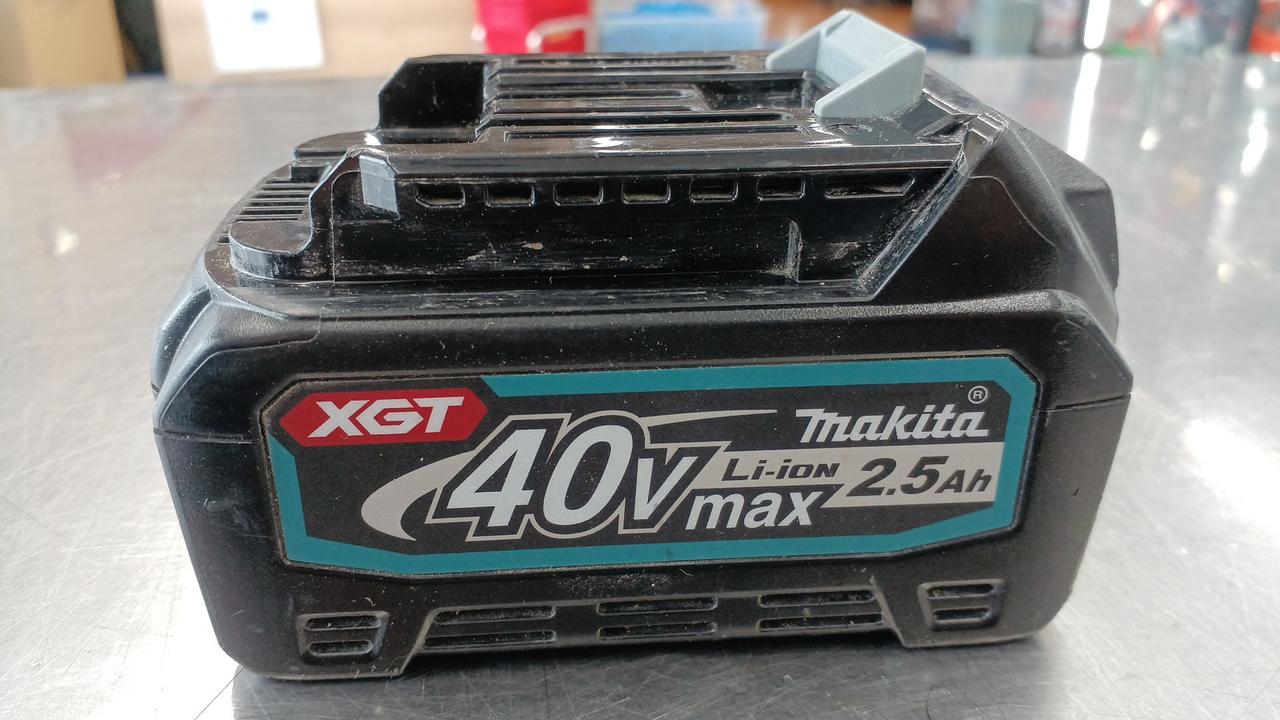 XGT
40v max
makita®
Li-ion 2.5Ah